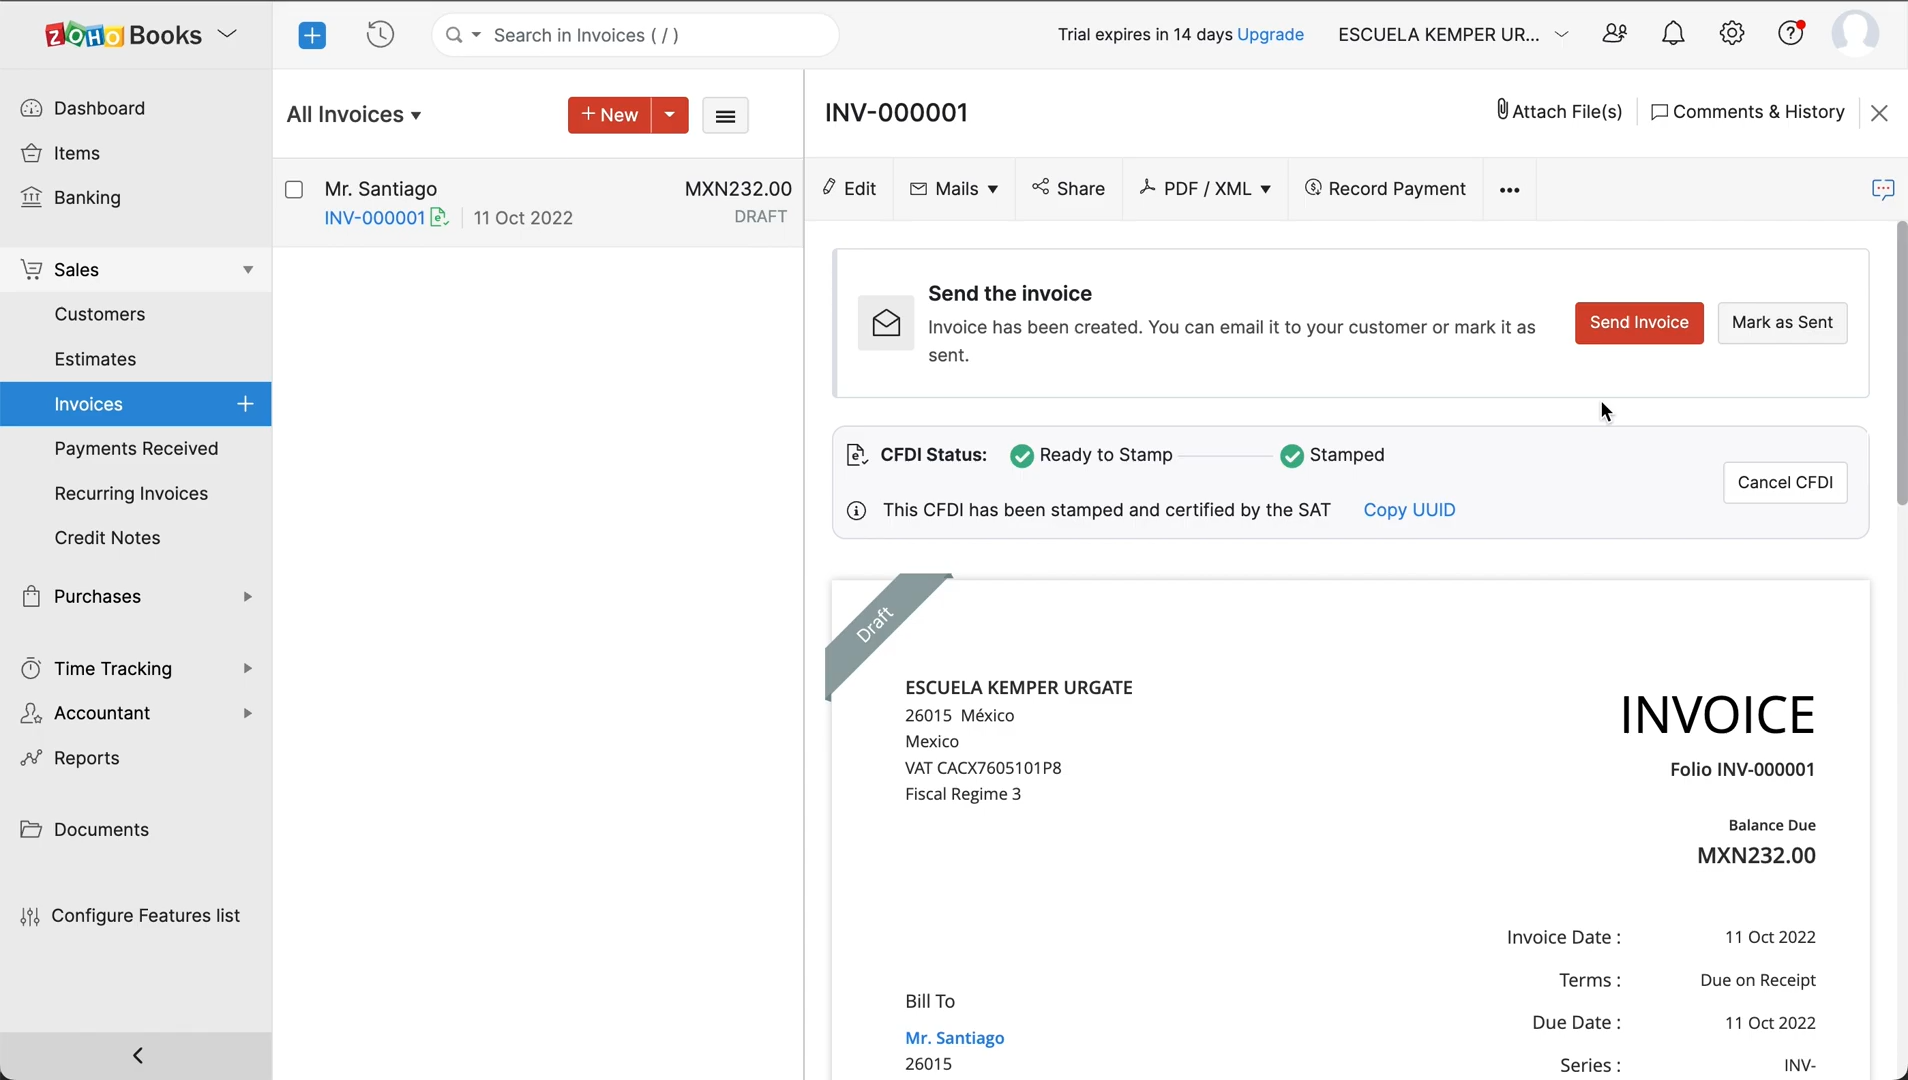 ZOHO Books
Search in Invoices ( / )
Trial expires in 14 days Upgrade
ESCUELA KEMPER UR...
Dashboard
Items
Banking
Sales
Customers
Estimates
Invoices
Payments Received
Recurring Invoices
Credit Notes
Purchases
Time Tracking
Accountant
Reports
Documents
Configure Features list
All Invoices
+ New
Mr. Santiago MXN232.00
INV-000001 11 Oct 2022 DRAFT
INV-000001
Attach File(s)
Comments & History
Edit
Mails
Share
PDF / XML
Record Payment
Send the invoice
Invoice has been created. You can email it to your customer or mark it as
sent.
Send Invoice
Mark as Sent
CFDI Status: Ready to Stamp Stamped
This CFDI has been stamped and certified by the SAT Copy UUID
Cancel CFDI
Draft
ESCUELA KEMPER URGATE
26015 México
Mexico
VAT CACX7605101P8
Fiscal Regime 3
INVOICE
Folio INV-000001
Balance Due
MXN232.00
Invoice Date : 11 Oct 2022
Terms : Due on Receipt
Due Date : 11 Oct 2022
Series : INV-
Bill To
Mr. Santiago
26015